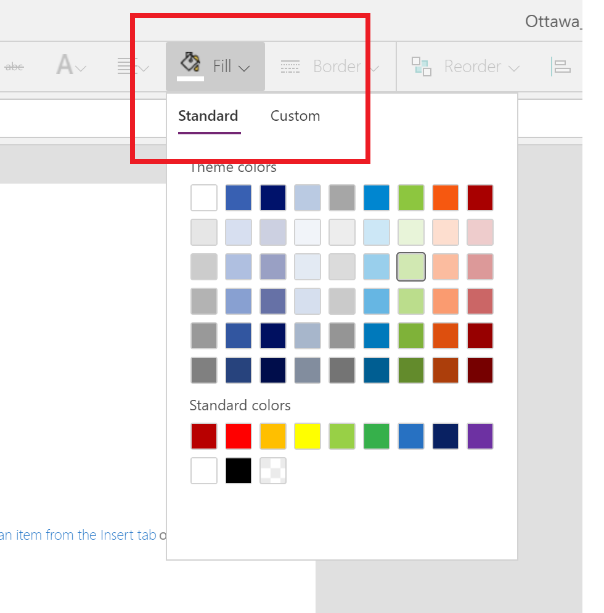 Ottawa_
abc A Fill Border Reorder
Standard Custom
Theme colors
Standard colors
an item from the Insert tab o